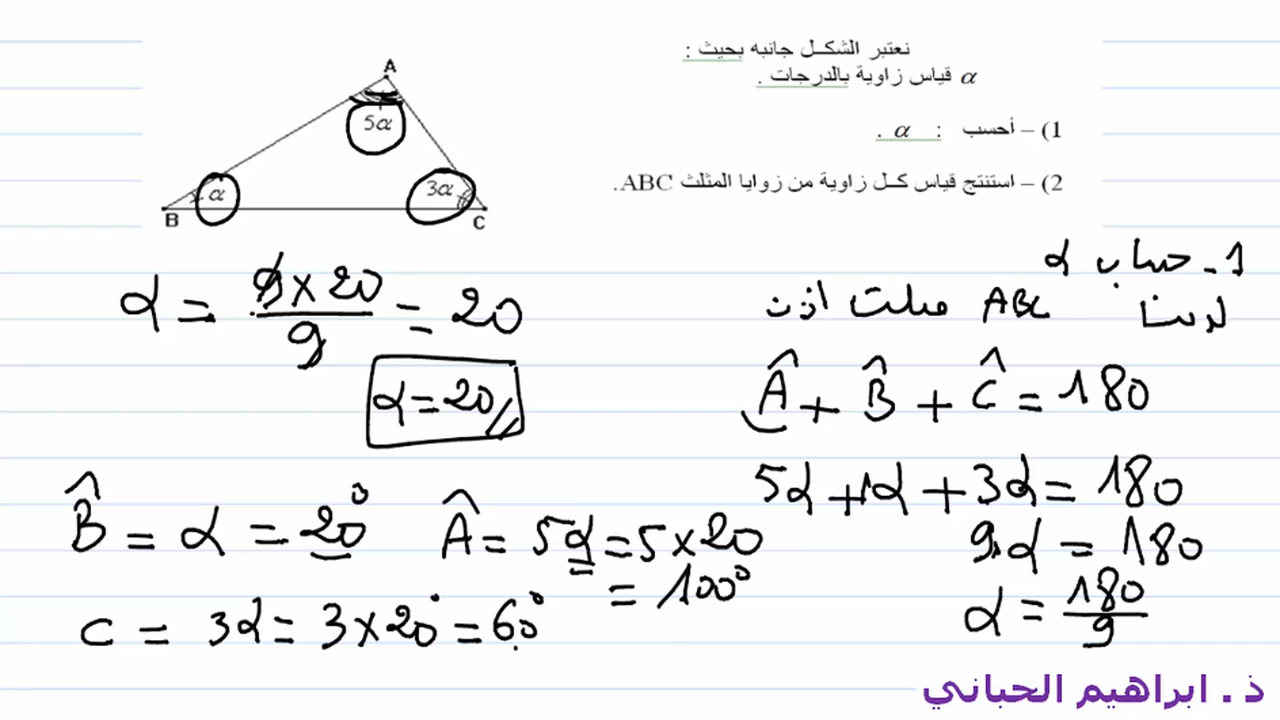 نعتبر الشكل جانبه بحيث :
α قياس زاوية بالدرجات .
1) – أحسب : α .
2) – استنتج قياس كل زاوية من زوايا المثلث ABC.
A
5α
α
3α
B
C
1 - حساب α
لدينا ABC مثلث اذن
Â + B̂ + Ĉ = 180
5α + 1α + 3α = 180
9α = 180
α = 180/9
α = 9 × 20 / 9 = 20
α = 20
B̂ = α = 20°
Â = 5α = 5 × 20
= 100°
C = 3α = 3 × 20° = 60°
ذ . ابراهيم الحباني